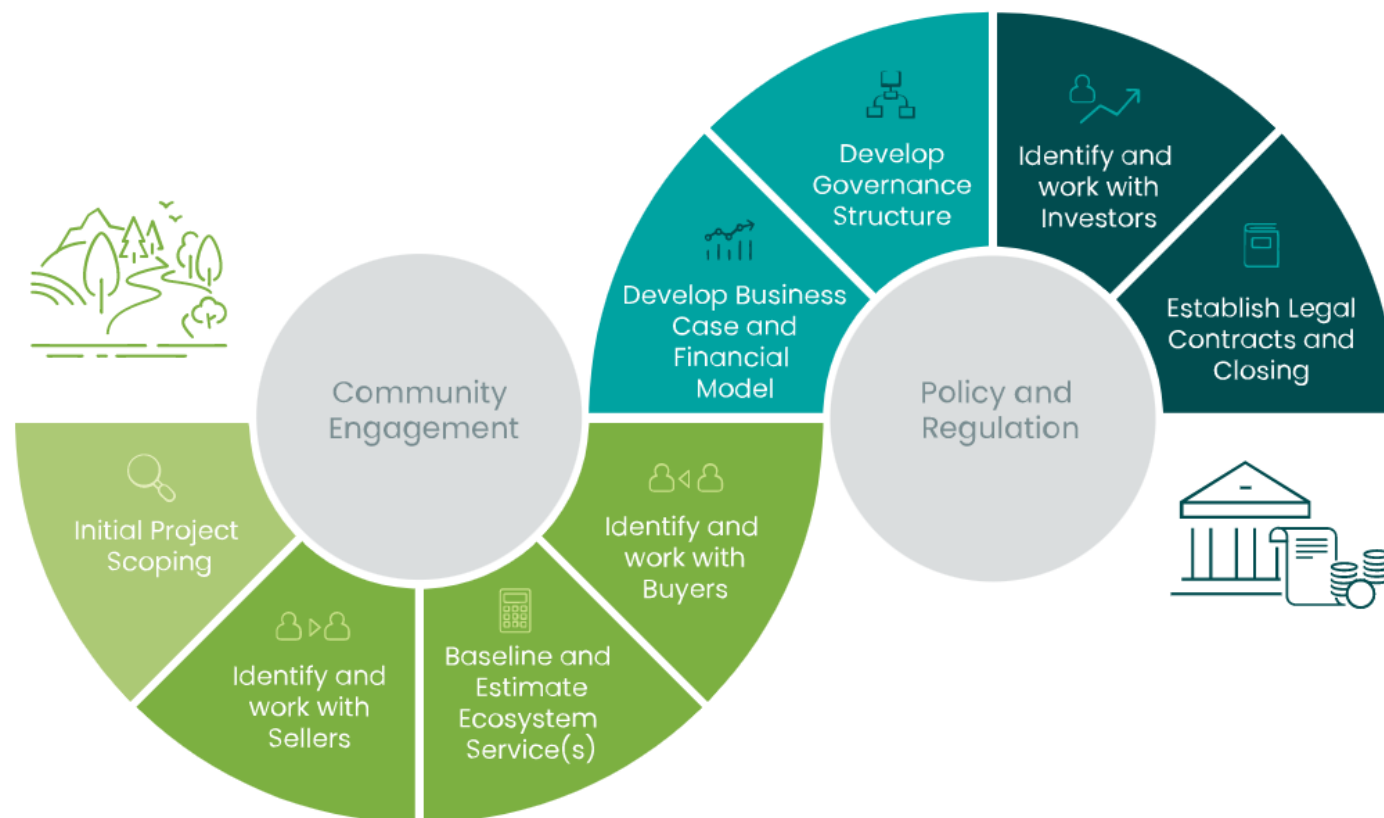 Initial Project
Scoping
Identify and
work with
Sellers
Baseline and
Estimate
Ecosystem
Service(s)
Identify and
work with
Buyers
Community
Engagement
Develop Business
Case and
Financial
Model
Develop
Governance
Structure
Identify and
work with
Investors
Establish Legal
Contracts and
Closing
Policy and
Regulation